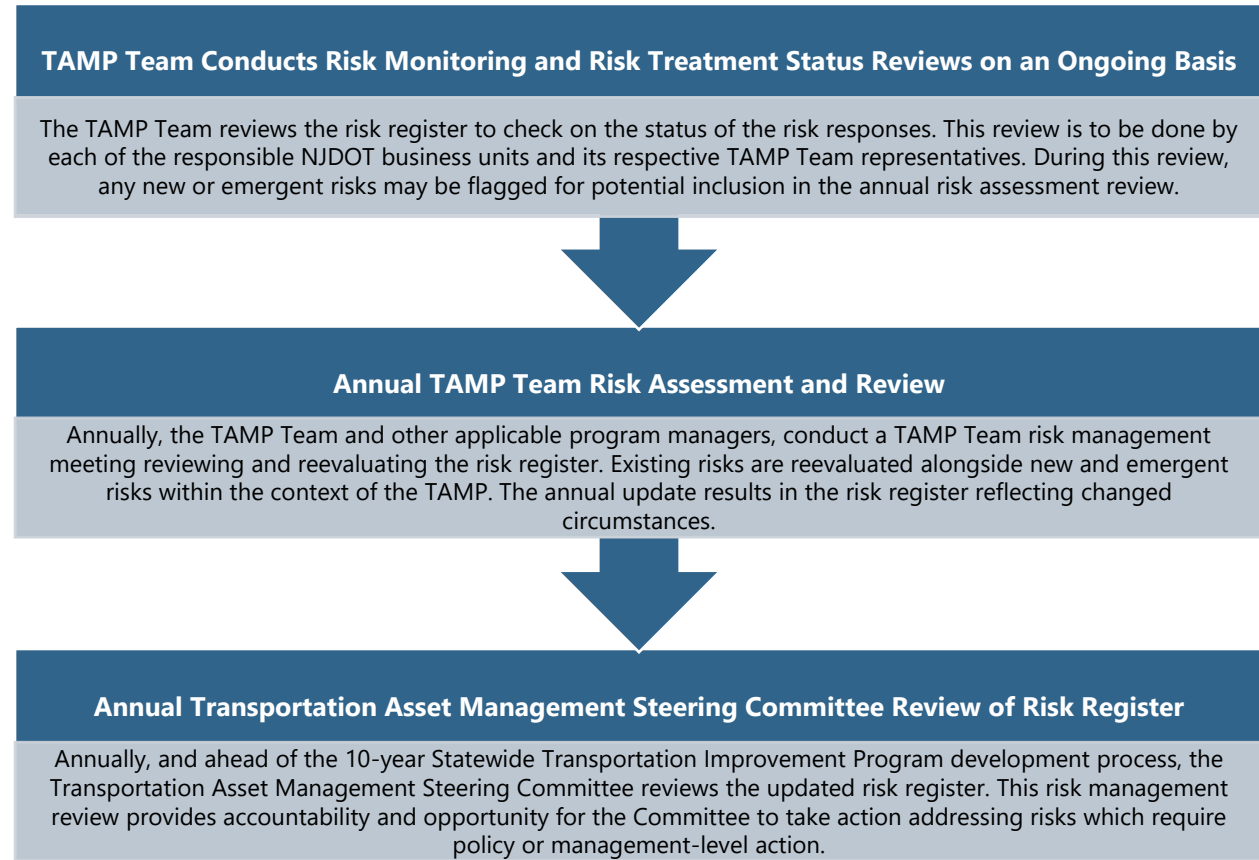 TAMP Team Conducts Risk Monitoring and Risk Treatment Status Reviews on an Ongoing Basis
The TAMP Team reviews the risk register to check on the status of the risk responses. This review is to be done by
each of the responsible NJDOT business units and its respective TAMP Team representatives. During this review,
any new or emergent risks may be flagged for potential inclusion in the annual risk assessment review.
Annual TAMP Team Risk Assessment and Review
Annually, the TAMP Team and other applicable program managers, conduct a TAMP Team risk management
meeting reviewing and reevaluating the risk register. Existing risks are reevaluated alongside new and emergent
risks within the context of the TAMP. The annual update results in the risk register reflecting changed
circumstances.
Annual Transportation Asset Management Steering Committee Review of Risk Register
Annually, and ahead of the 10-year Statewide Transportation Improvement Program development process, the
Transportation Asset Management Steering Committee reviews the updated risk register. This risk management
review provides accountability and opportunity for the Committee to take action addressing risks which require
policy or management-level action.